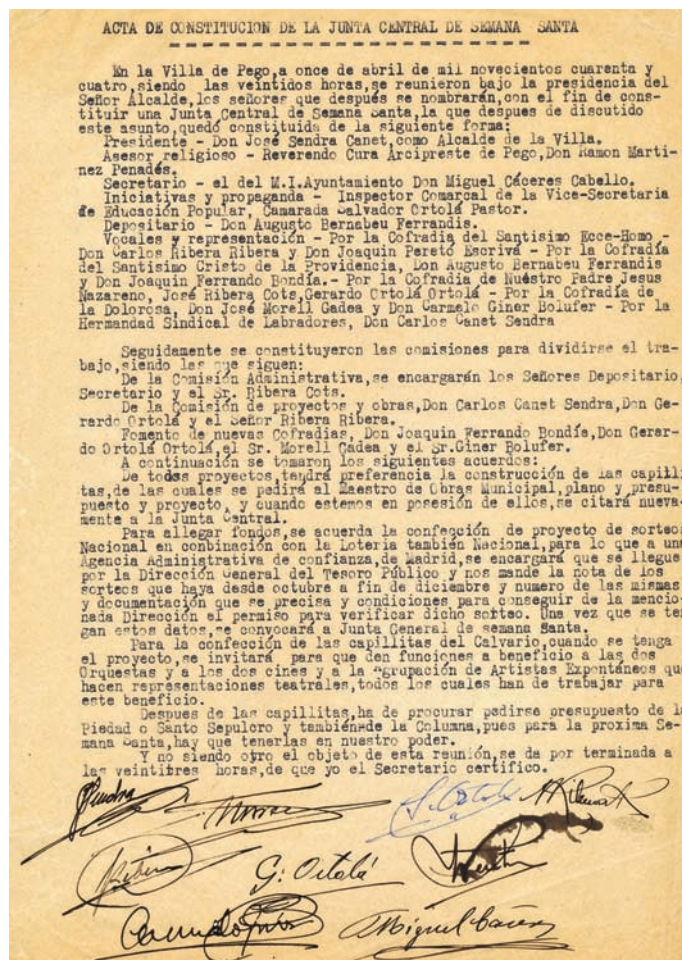 ACTA DE CONSTITUCION DE LA JUNTA CENTRAL DE SEMANA SANTA
En la Villa de Pego,a once de abril de mil novecientos cuarenta y
cuatro,siendo las veintidos horas,se reunieron bajo la presidencia del
Señor Alcalde,los señores que después se nombrarán,con el fin de cons-
tituir una Junta Central de Semana Santa,la que despues de discutido
este asunto,quedó constituida de la siguiente forma:
Presidente - Don José Sendra Canet,como Alcalde de la Villa.
Asesor religioso - Reverendo Cura Arcipreste de Pego,Don Ramon Marti-
nez Penadés.
Secretario - el del M.I.Ayuntamiento Don Miguel Cáceres Cabello.
Iniciativas y propaganda - Inspector Comarcal de la Vice-Secretaria
de Educación Popular, Camarada Salvador Ortolá Pastor.
Depositario - Don Augusto Bernabeu Ferrandis.
Vocales y representación - Por la Cofradia del Santisimo Ecce-Homo -
Don Carlos Ribera Ribera y Don Joaquin Peretó Escrivá - Por la Cofradía
del Santisimo Cristo de la Providencia, Don Augusto Bernabeu Ferrandis
y Don Joaquin Ferrando Bondía.- Por la Cofradia de Nuéstro Padre Jesus
Nazareno, José Ribera Cots,Gerardo Ortolá Ortolá - Por la Cofradía de
la Dolorosa, Don José Morell Gadea y Don Carmelo Giner Bolufer - Por la
Hermandad Sindical de Labradores, Don Carlos Canet Sendra
Seguidamente se constituyeron las comisiones para dividirse el tra-
bajo,siendo las que siguen:
De la Comisión Administrativa,se encargarán los Señores Depositario,
Secretario y el Sr. Ribera Cots.
De la Comisión de proyectos y obras,Don Carlos Canet Sendra,Don Ge-
rardo Ortolá y el Señor Ribera Ribera.
Fomento de nuevas Cofradias, Don Joaquin Ferrando Bondía,Don Gerar-
do Ortolá Ortolá,el Sr. Morell Gadea y el Sr.Giner Bolufer.
A continuación se tomaron los siguientes acuerdos:
De todos proyectos,tendrá preferencia la construcción de las capilli
tas,de las cuales se pedirá al Maestro de Obras Municipal,plano y presu-
puesto y proyecto, y cuando estemos en posesión de ellos,se citará nueva-
mente a la Junta Central.
Para allegar fondos,se acuerda la confección de proyecto de sorteo
Nacional en conbinación con la Loteria también Nacional,para lo que a una
Agencia Administrativa de confianza,de Madrid,se encargará que se llegue
por la Dirección General del Tesoro Público y nos mande la nota de los
sorteos que haya desde octubre a fin de diciembre y numero de las mismas
y documentación que se precisa y condiciones para conseguir de la mencio-
nada Dirección el permiso para verificar dicho sorteo. Una vez que se ten
gan estos datos,se convocará a Junta General de semana Santa.
Para la confección de las capillitas del Calvario,cuando se tenga
el proyecto,se invitará para que den funciones a beneficio a las dos
Orquestas y a los dos cines y a la Agrupación de Artistas Expontáneos que
hacen representaciones teatrales,todos los cuales han de trabajar para
este beneficio.
Despues de las capillitas,ha de procurar pedirse presupuesto de la
Piedad o Santo Sepulcro y también de la Columna,pues para la proxima Se-
mana Santa,hay que tenerlas en nuestro poder.
Y no siendo otro el objeto de esta reunión,se da por terminada a
las veintitres horas,de que yo el Secretario certifico.
G. Ortolá
Miguel